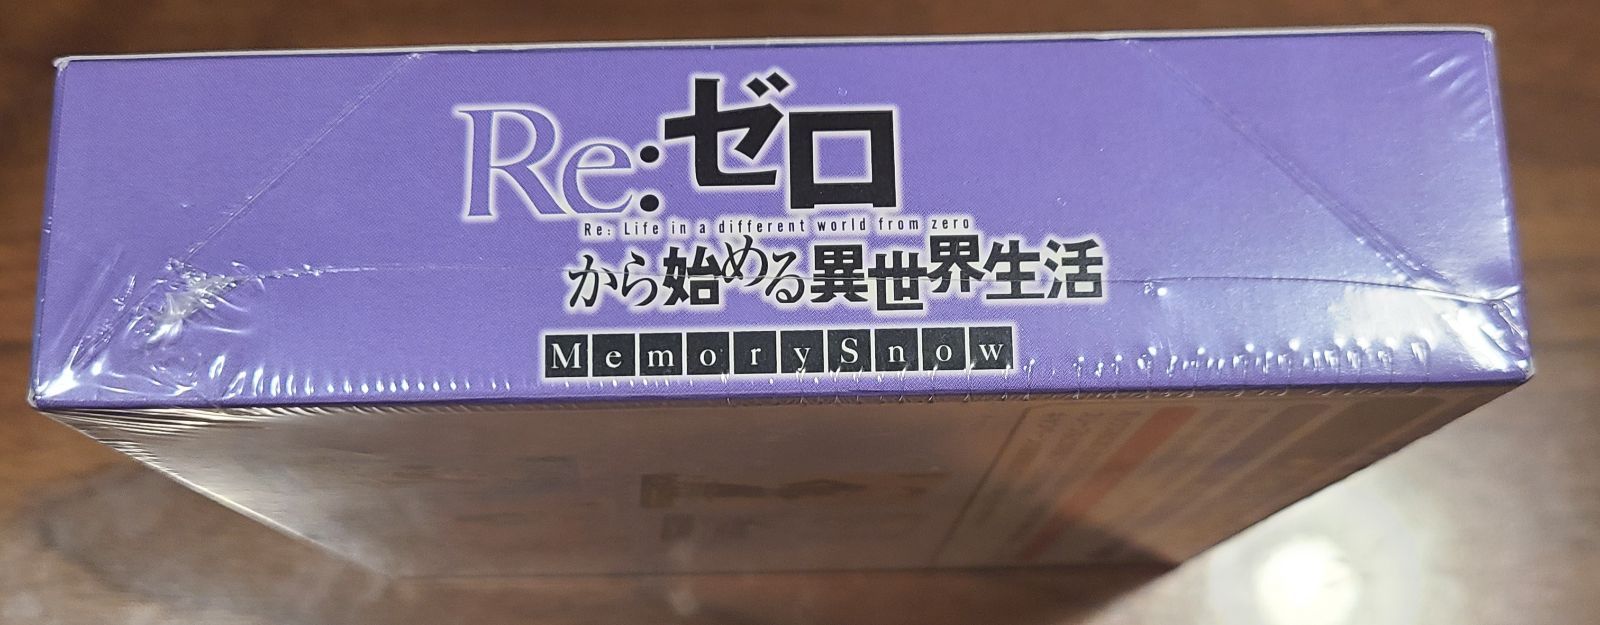 Re:ゼロ
Re: Life in a different world from zero
から始める異世界生活
MemorySnow